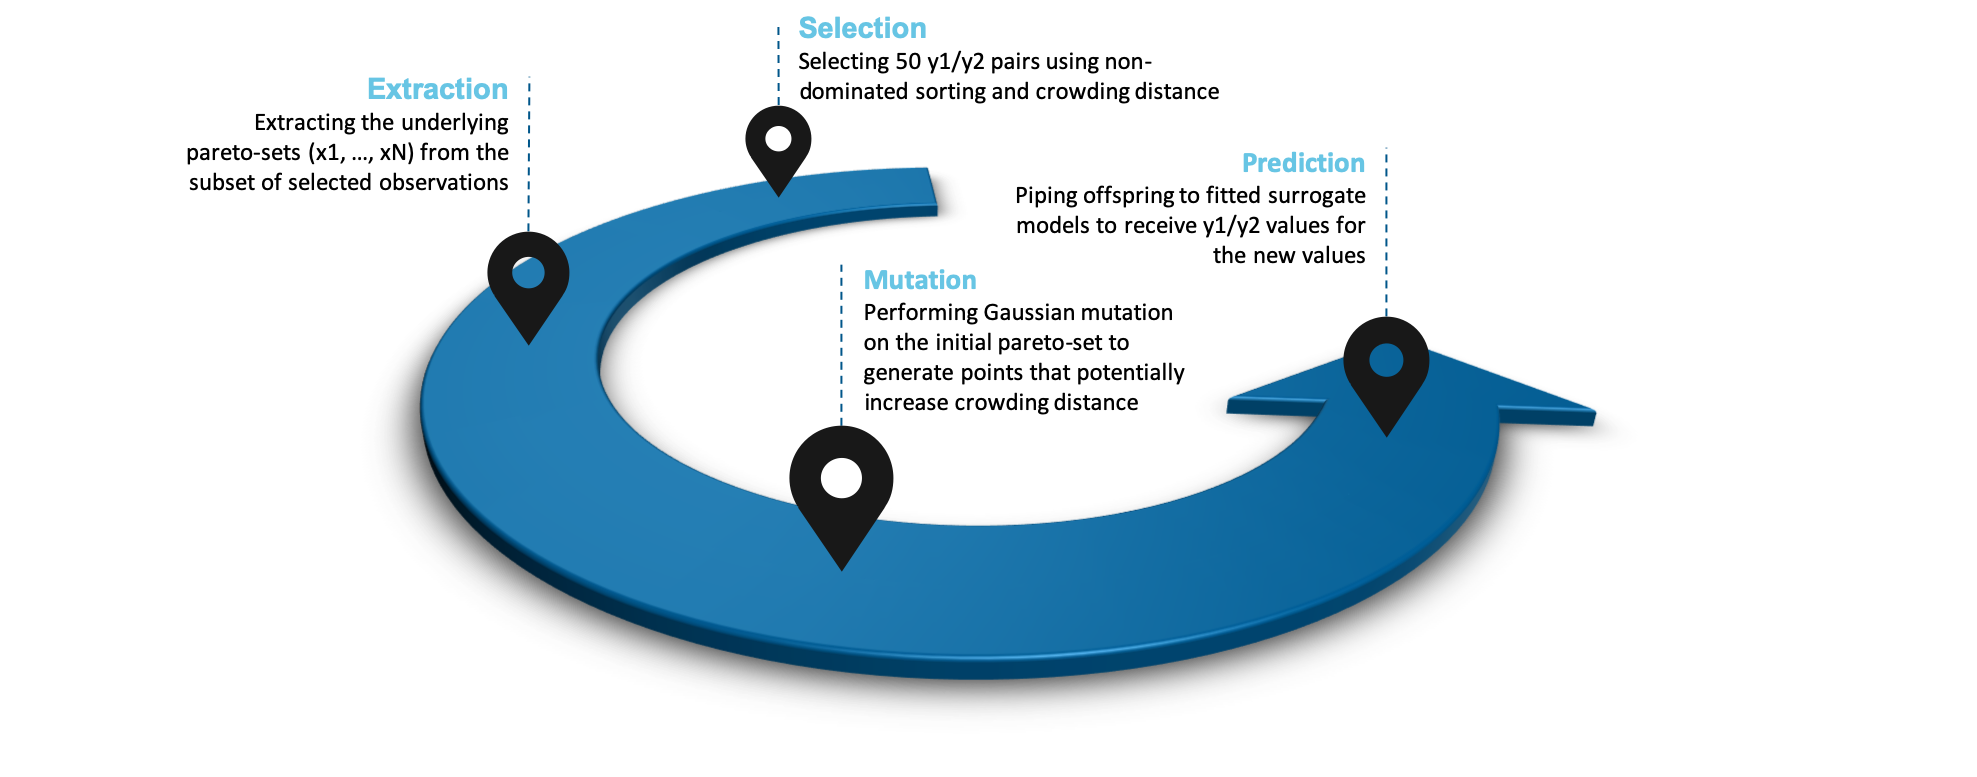 Selection
Selecting 50 y1/y2 pairs using non-
dominated sorting and crowding distance
Extraction
Extracting the underlying
pareto-sets (x1, ..., xN) from the
subset of selected observations
Prediction
Piping offspring to fitted surrogate
models to receive y1/y2 values for
the new values
Mutation
Performing Gaussian mutation
on the initial pareto-set to
generate points that potentially
increase crowding distance